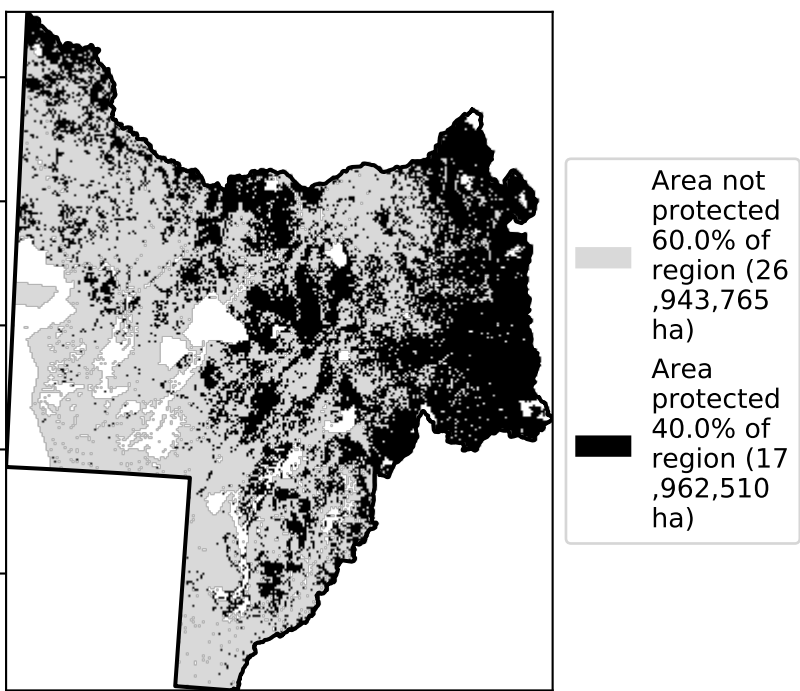 Area not
protected
60.0% of
region (26
,943,765
ha)
Area
protected
40.0% of
region (17
,962,510
ha)